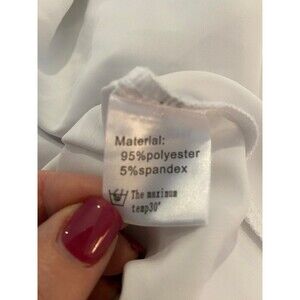 Material:
95%polyester
5%spandex
The maximum
temp30°